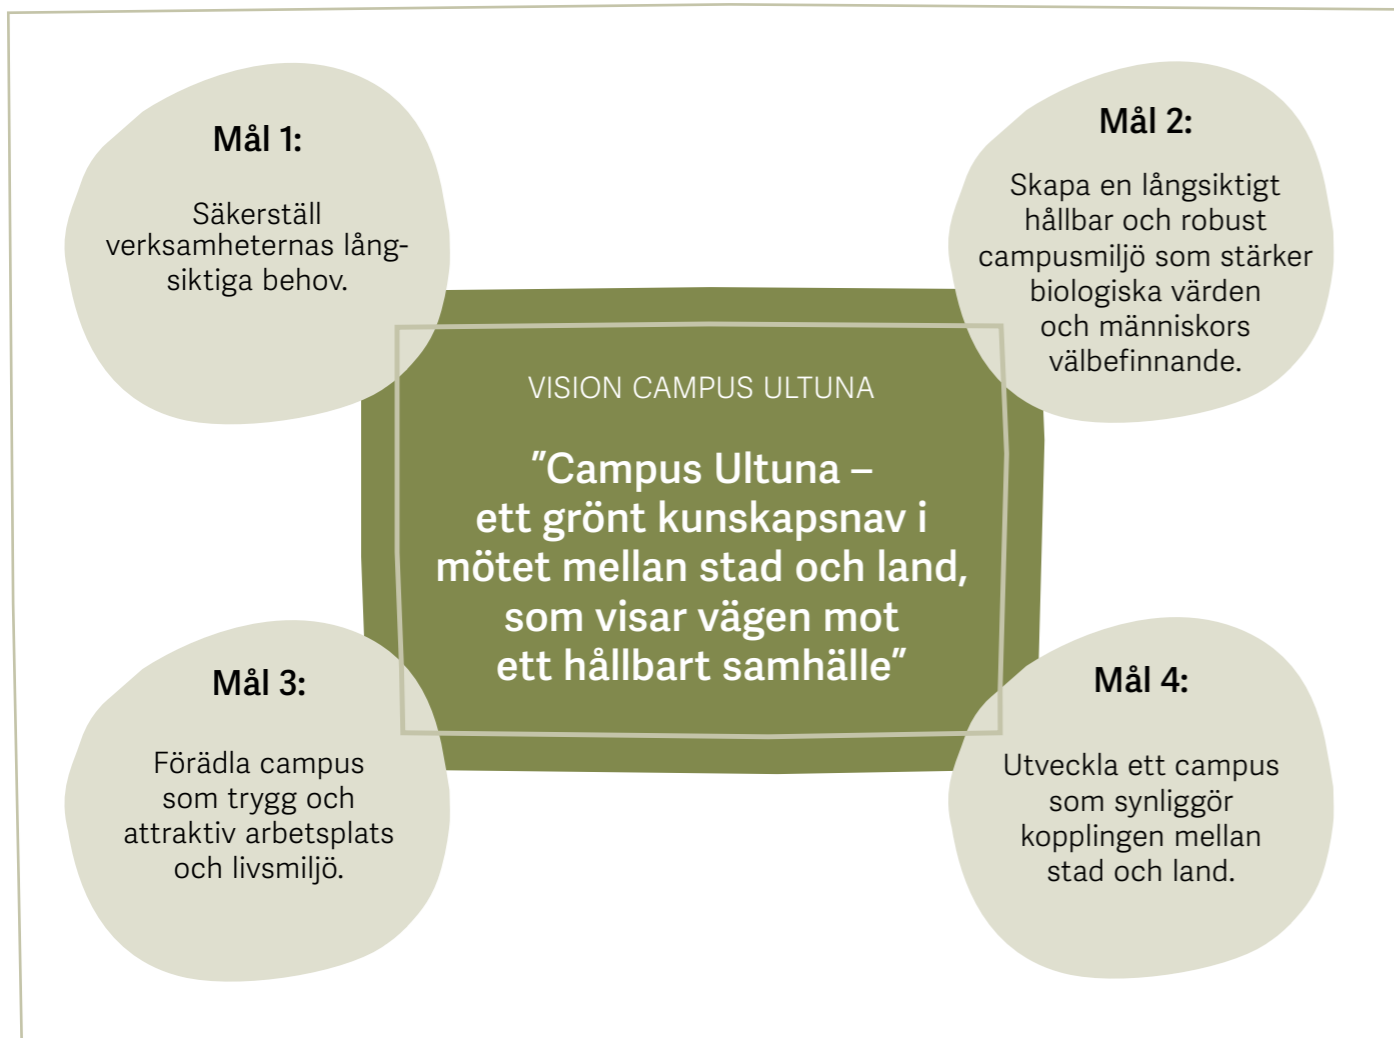 Mål 1:
Säkerställ
verksamheternas lång-
siktiga behov.
Mål 2:
Skapa en långsiktigt
hållbar och robust
campusmiljö som stärker
biologiska värden
och människors
välbefinnande.
VISION CAMPUS ULTUNA
”Campus Ultuna –
ett grönt kunskapsnav i
mötet mellan stad och land,
som visar vägen mot
ett hållbart samhälle”
Mål 3:
Förädla campus
som trygg och
attraktiv arbetsplats
och livsmiljö.
Mål 4:
Utveckla ett campus
som synliggör
kopplingen mellan
stad och land.